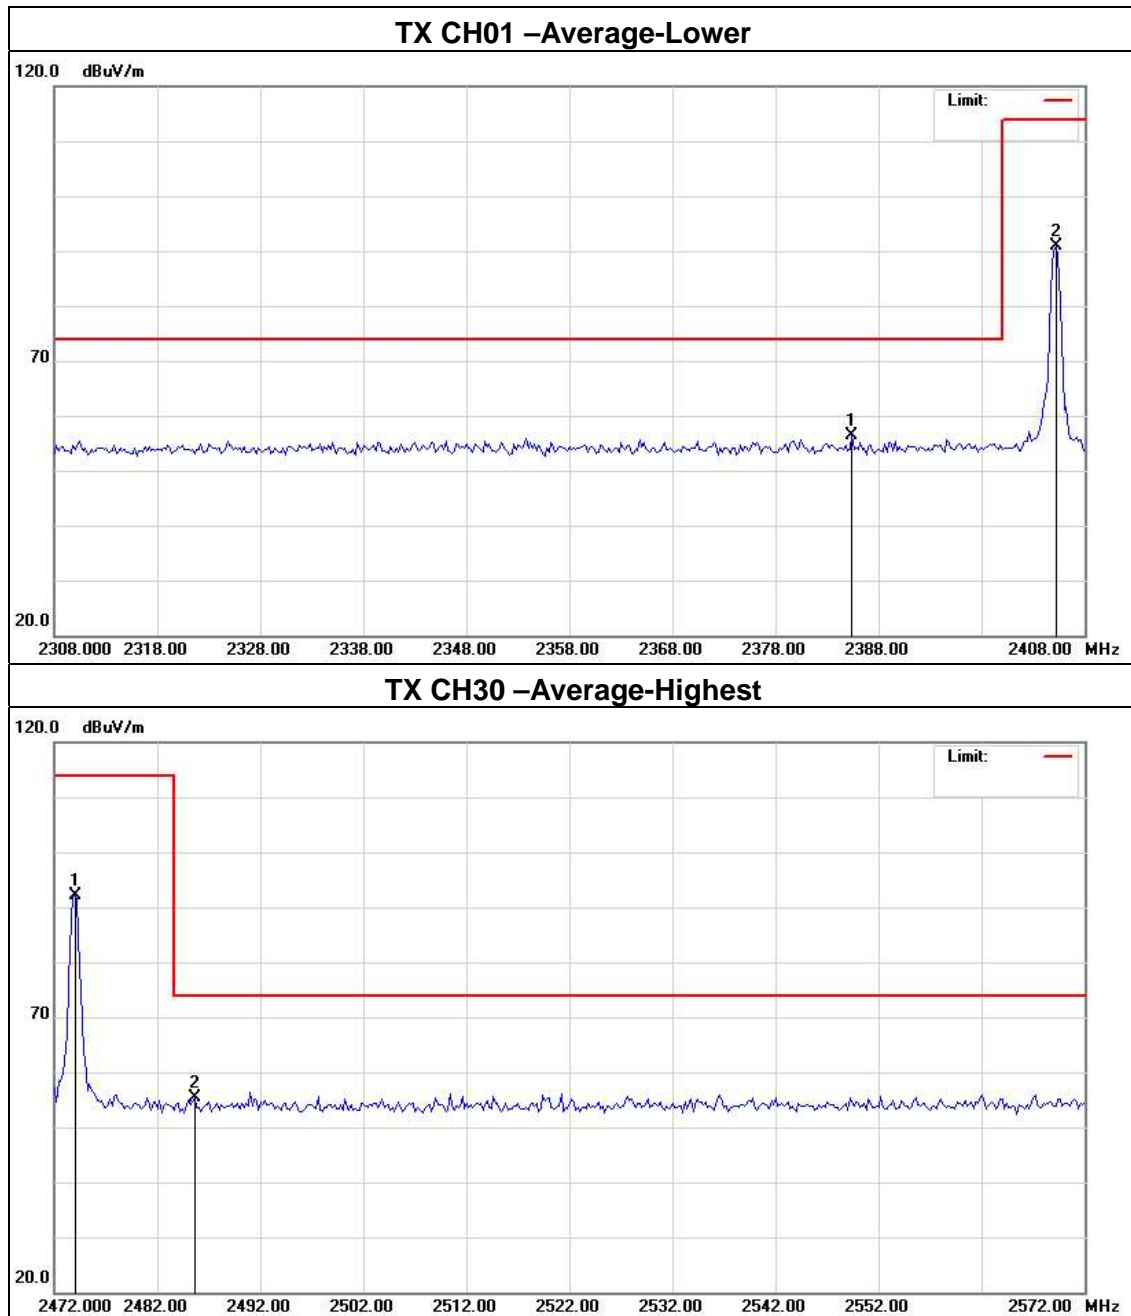 TX CH01 –Average-Lower
120.0 dBuV/m
Limit:
2
70
1
20.0
2308.000 2318.00 2328.00 2338.00 2348.00 2358.00 2368.00 2378.00 2388.00 2408.00 MHz
TX CH30 –Average-Highest
120.0 dBuV/m
Limit:
1
70
2
20.0
2472.000 2482.00 2492.00 2502.00 2512.00 2522.00 2532.00 2542.00 2552.00 2572.00 MHz